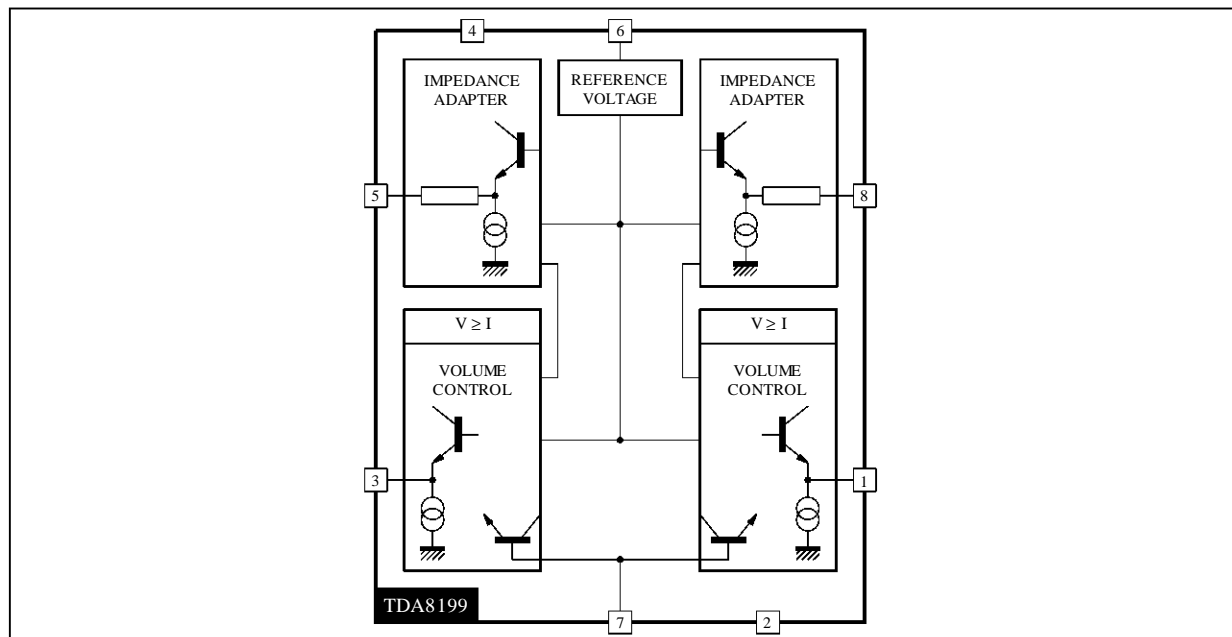 4
6
IMPEDANCE
ADAPTER
REFERENCE
VOLTAGE
IMPEDANCE
ADAPTER
5
8
V ≥ I
V ≥ I
VOLUME
CONTROL
VOLUME
CONTROL
3
1
TDA8199
7
2